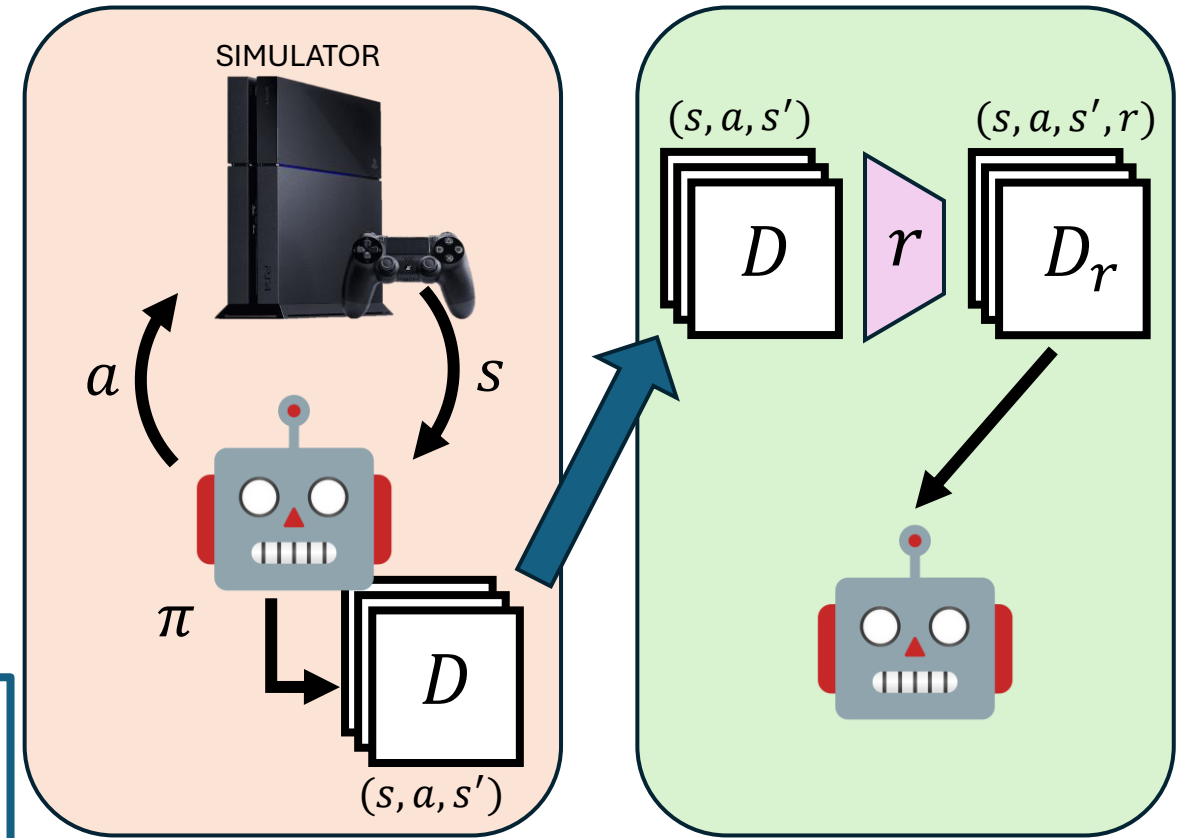 SIMULATOR
a
s
π
D
(s, a, s′)
(s, a, s′)
(s, a, s′, r)
D
r
D_r